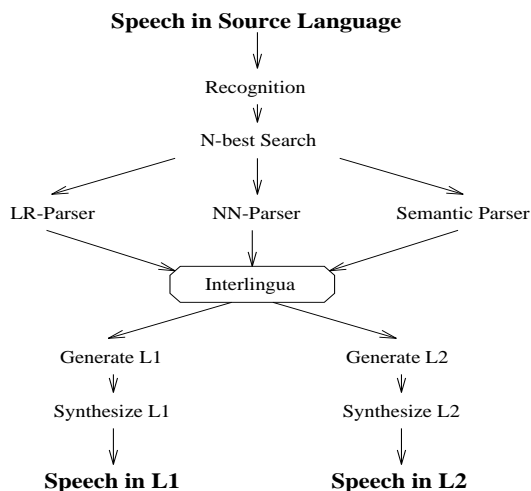 Speech in Source Language
Recognition
N-best Search
LR-Parser NN-Parser Semantic Parser
Interlingua
Generate L1 Generate L2
Synthesize L1 Synthesize L2
Speech in L1 Speech in L2